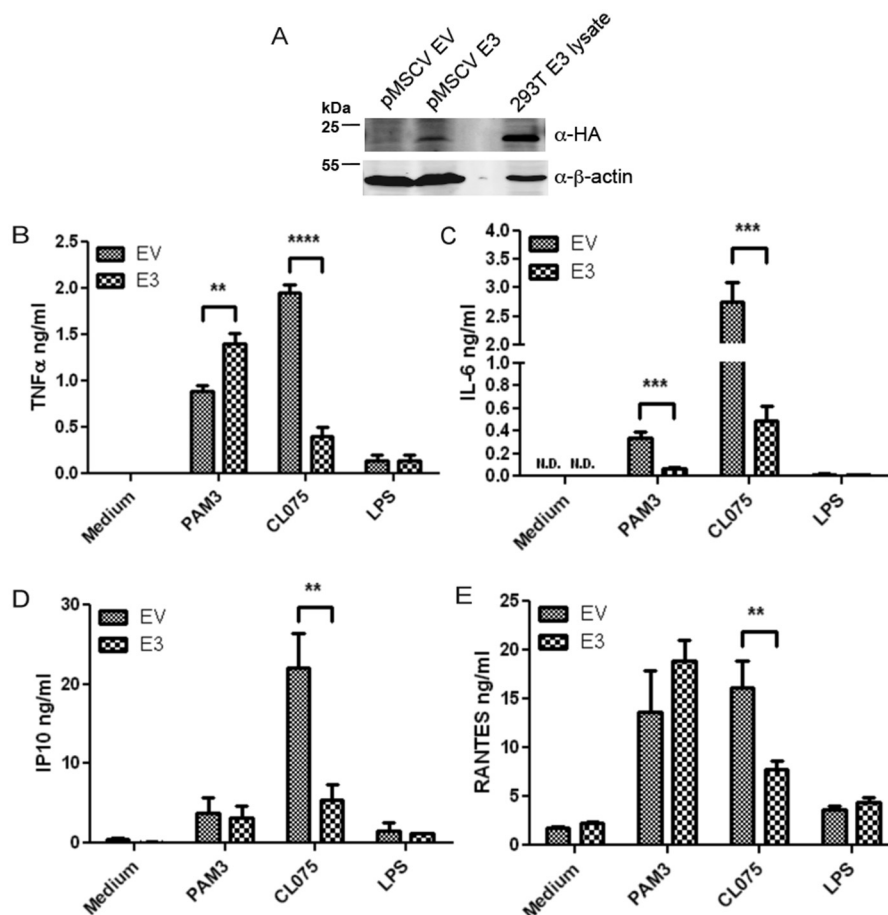 A
pMSCV EV
pMSCV E3
293T E3 lysate
kDa
25
α-HA
55
α-β-actin
B
TNFα ng/ml
2.5
2.0
1.5
1.0
0.5
0.0
EV
E3
**
****
Medium
PAM3
CL075
LPS
C
IL-6 ng/ml
4.0
3.5
3.0
2.5
2.0
1.0
0.8
0.6
0.4
0.2
0.0
EV
E3
N.D. N.D.
***
***
Medium
PAM3
CL075
LPS
D
IP10 ng/ml
30
20
10
0
EV
E3
**
Medium
PAM3
CL075
LPS
E
RANTES ng/ml
25
20
15
10
5
0
EV
E3
**
Medium
PAM3
CL075
LPS